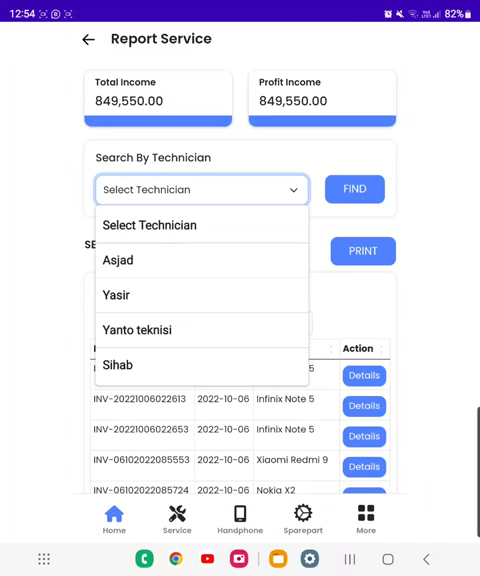 12:54
82%
Report Service
Total Income
849,550.00
Profit Income
849,550.00
Search By Technician
Select Technician
FIND
Select Technician
Asjad
Yasir
Yanto teknisi
Sihab
SE
PRINT
Action
5
Details
INV-20221006022613 2022-10-06 Infinix Note 5 Details
INV-20221006022653 2022-10-06 Infinix Note 5 Details
INV-06102022085553 2022-10-06 Xiaomi Redmi 9 Details
INV-06102022085724 2022-10-06 Nokia X2
Home
Service
Handphone
Sparepart
More